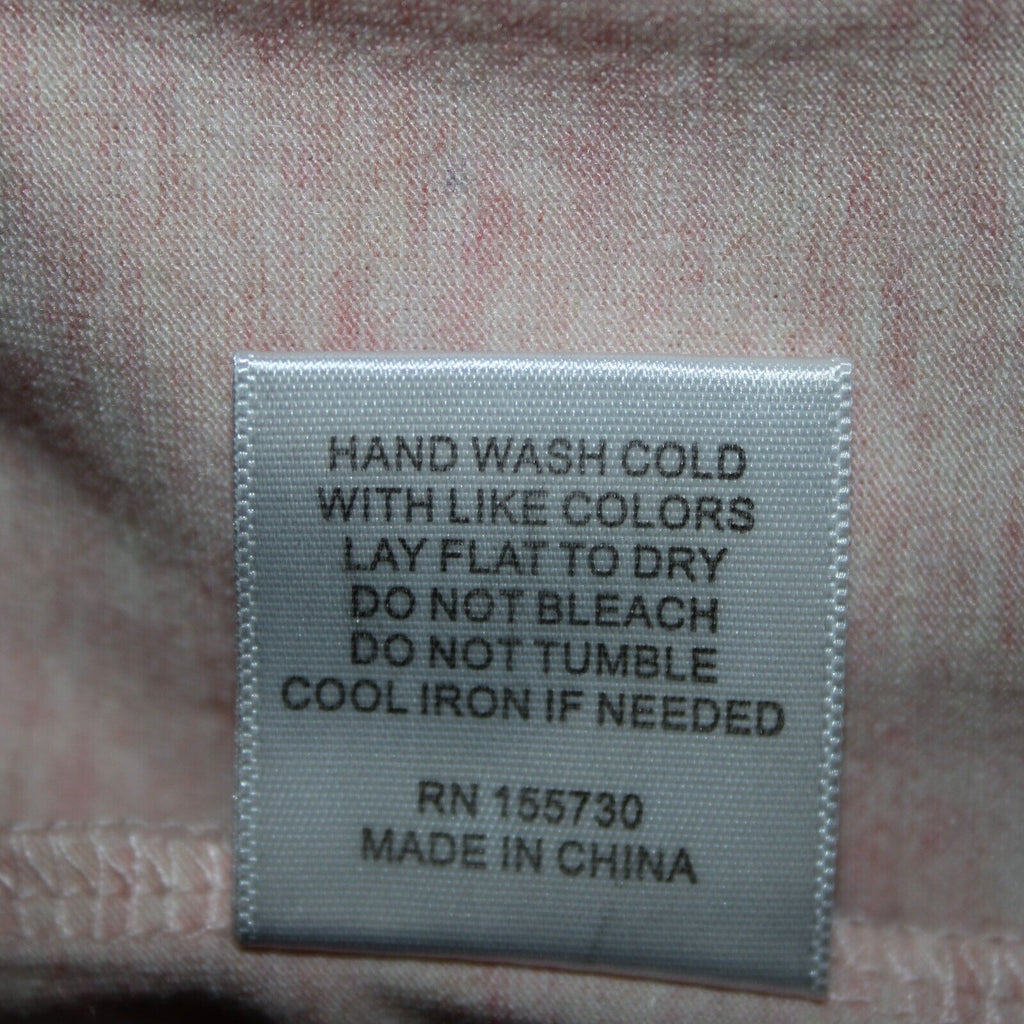 HAND WASH COLD
WITH LIKE COLORS
LAY FLAT TO DRY
DO NOT BLEACH
DO NOT TUMBLE
COOL IRON IF NEEDED
RN 155730
MADE IN CHINA